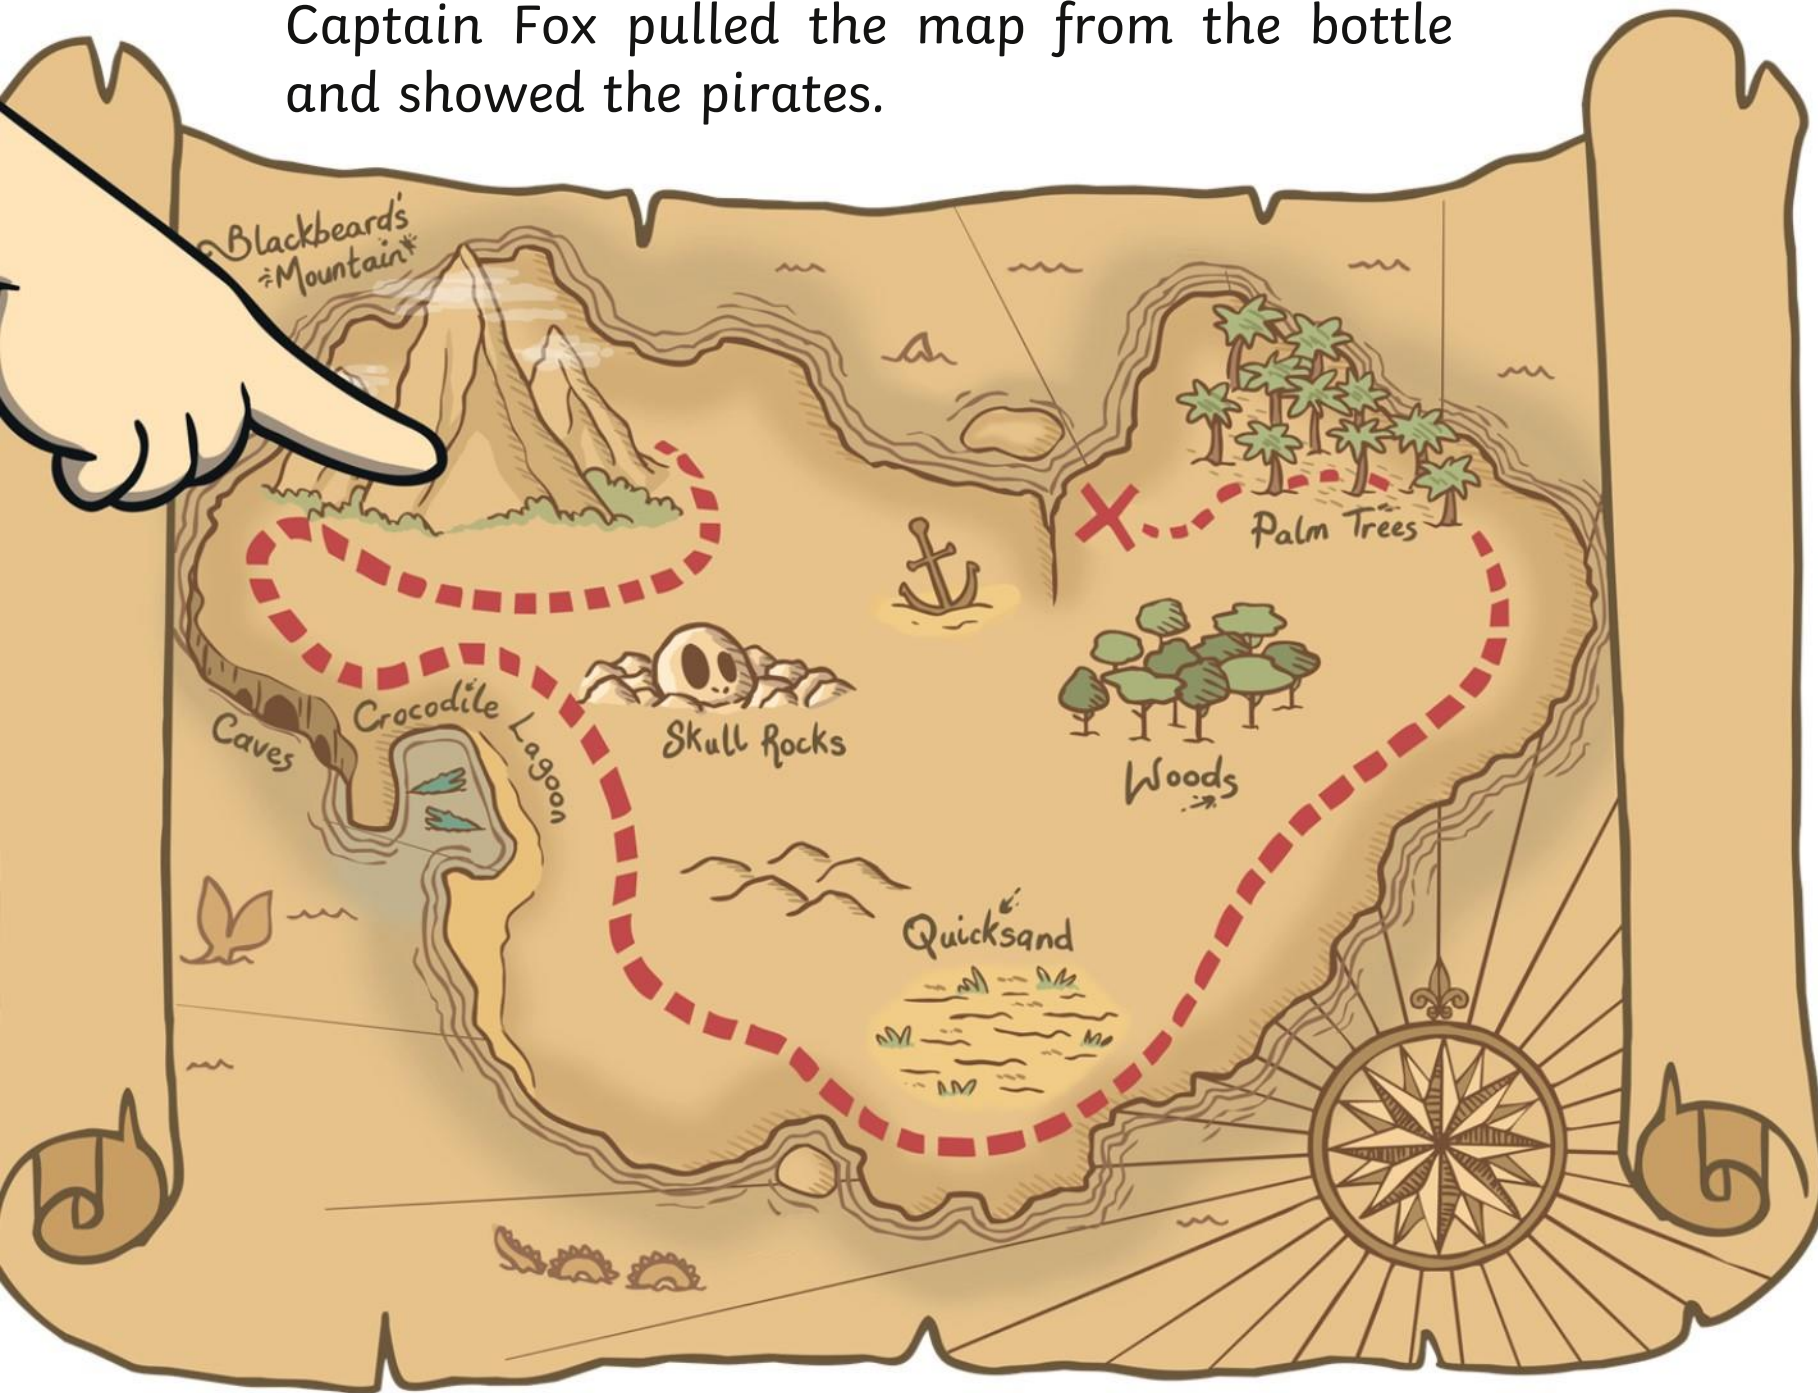 Captain Fox pulled the map from the bottle
and showed the pirates.
Blackbeard's
Mountain
Palm Trees
Skull Rocks
Crocodile Lagoon
Caves
Woods
Quicksand